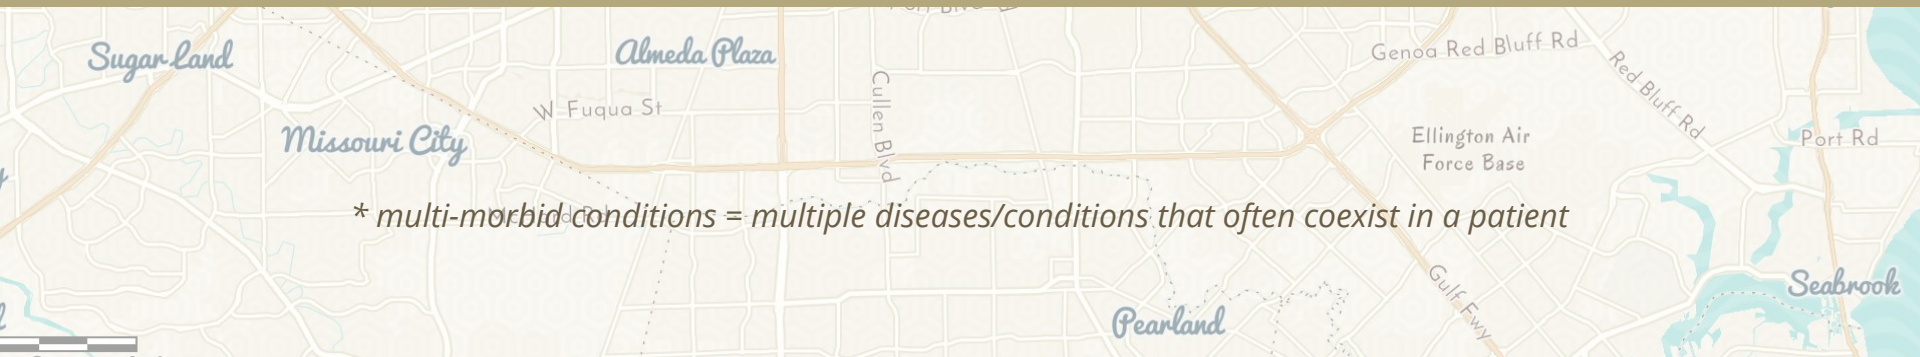 Sugar Land
Almeda Plaza
Genoa Red Bluff Rd
Red Bluff Rd
Cullen Blvd
W Fuqua St
Missouri City
Ellington Air
Force Base
Port Rd
* multi-morbid conditions = multiple diseases/conditions that often coexist in a patient
Gulf Fwy
Seabrook
Pearland